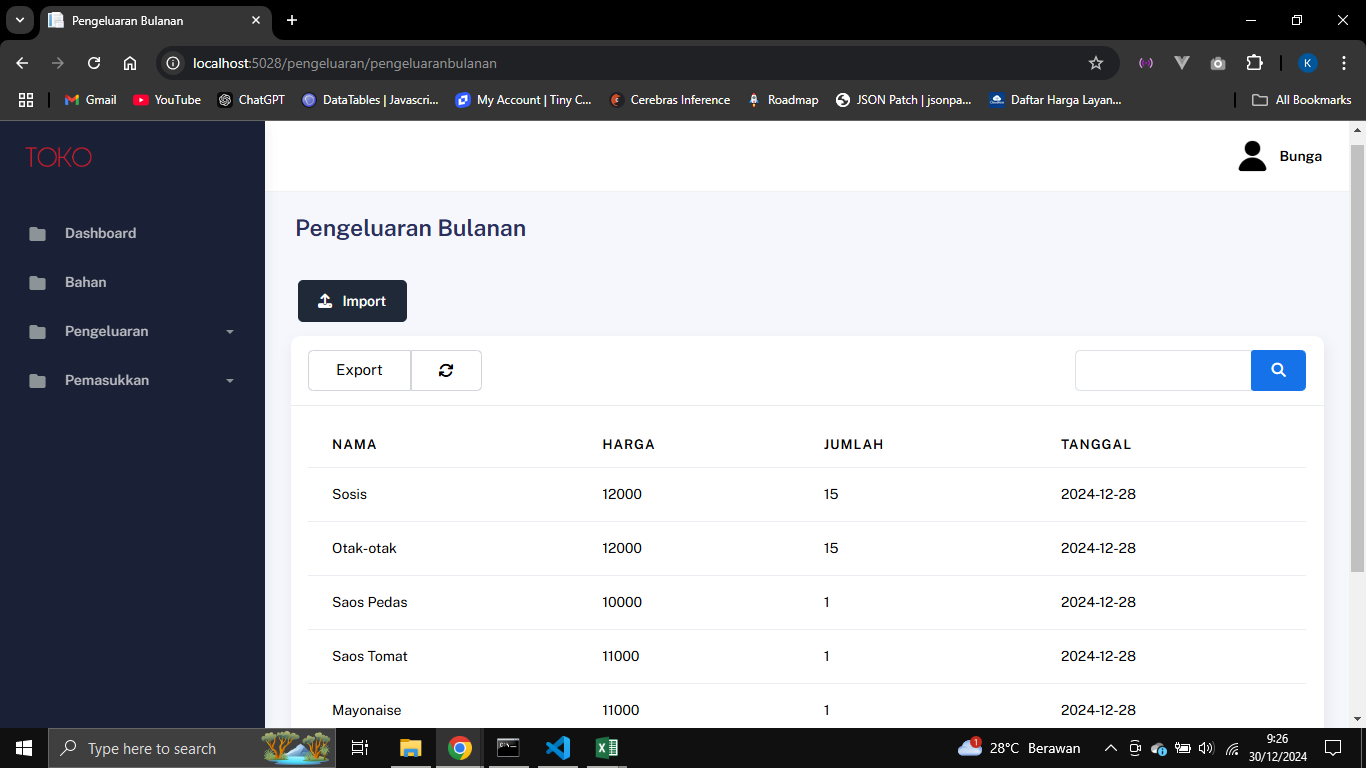 Pengeluaran Bulanan
localhost:5028/pengeluaran/pengeluaranbulanan
K
Gmail YouTube ChatGPT DataTables | Javascri... My Account | Tiny C... Cerebras Inference Roadmap JSON Patch | jsonpa... Daftar Harga Layan... All Bookmarks
TOKO
Bunga
Dashboard
Bahan
Pengeluaran
Pemasukkan
Pengeluaran Bulanan
Import
Export
NAMA HARGA JUMLAH TANGGAL
Sosis 12000 15 2024-12-28
Otak-otak 12000 15 2024-12-28
Saos Pedas 10000 1 2024-12-28
Saos Tomat 11000 1 2024-12-28
Mayonaise 11000 1 2024-12-28
Type here to search
1
28°C Berawan
9:26
30/12/2024